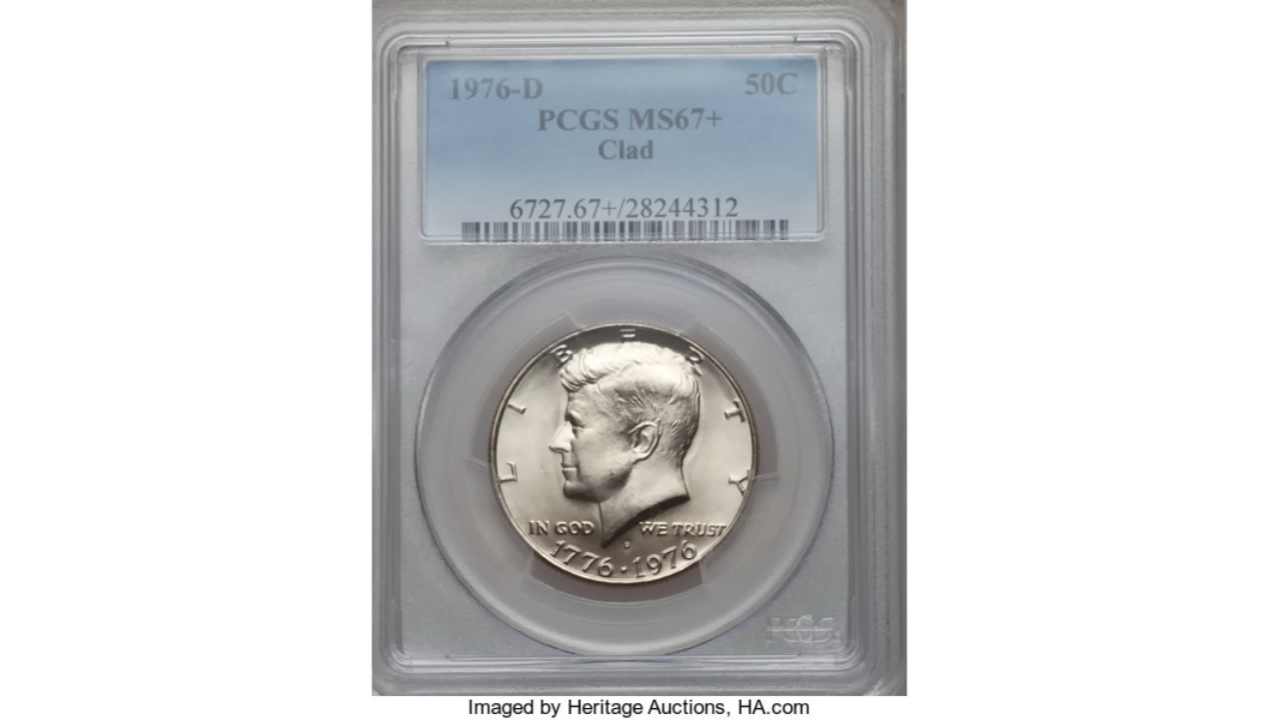 1976-D 50C
PCGS MS67+
Clad
6727.67+/28244312
LIBERTY
IN GOD WE TRUST
D
1776·1976
PCGS
Imaged by Heritage Auctions, HA.com